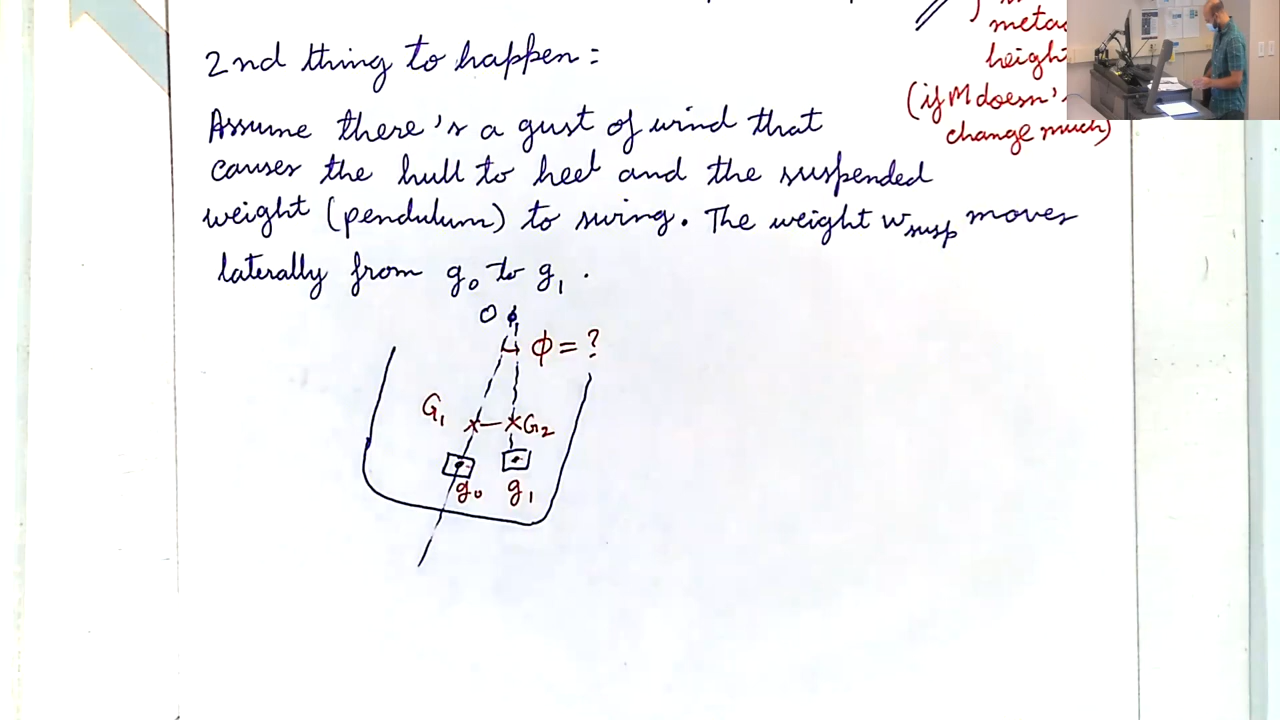 2nd thing to happen:
Assume there's a gust of wind that
causes the hull to heel and the suspended
weight (pendulum) to swing. The weight w_susp moves
laterally from g₀ to g₁.
height
(if M doesn't
change much)
O
ϕ = ?
G₁
G₂
g₀ g₁